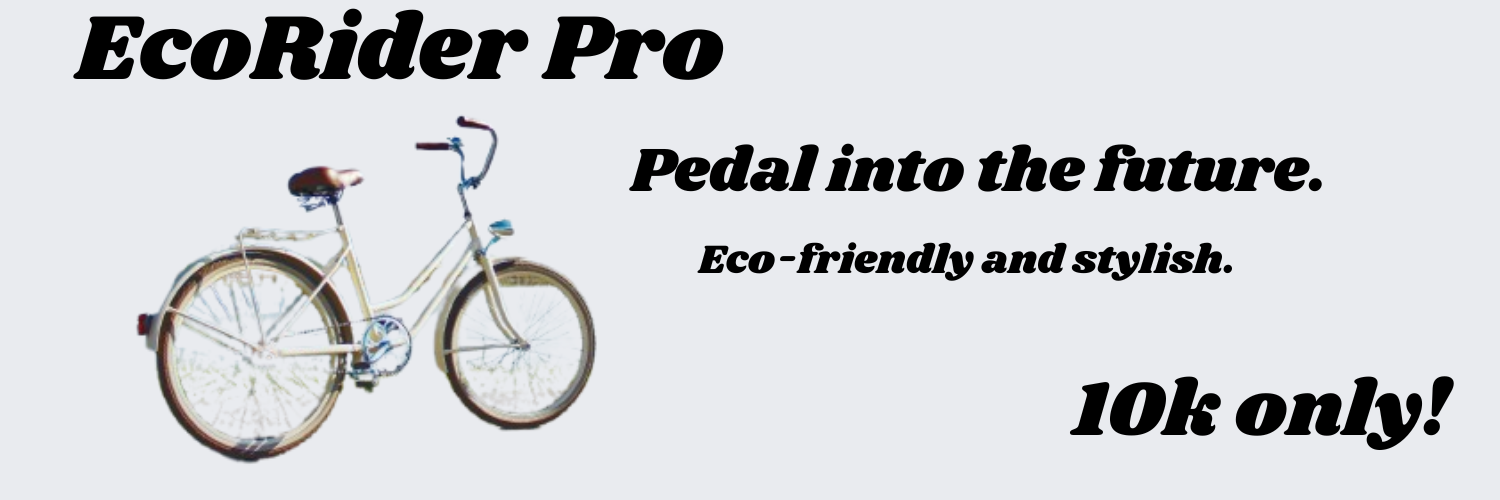 EcoRider Pro
Pedal into the future.
Eco-friendly and stylish.
10k only!